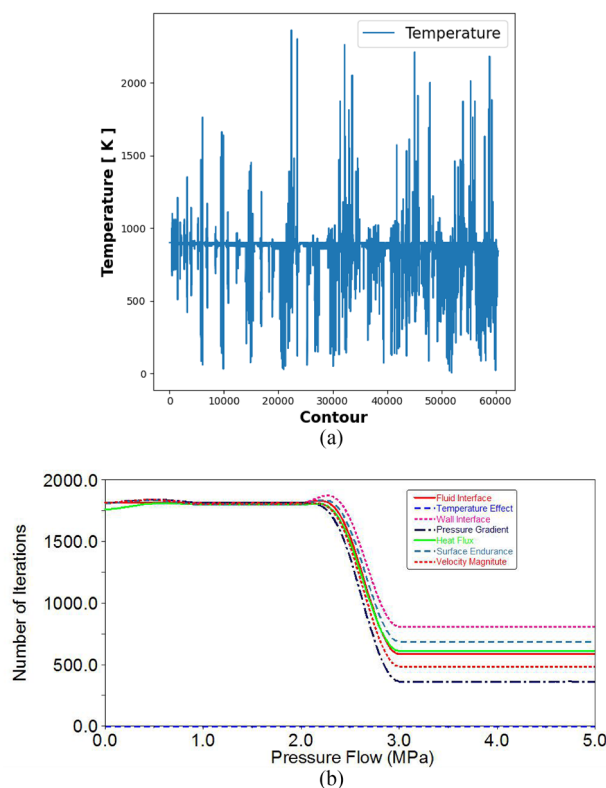 Temperature
2000
1500
1000
500
0
Temperature [ K ]
0 10000 20000 30000 40000 50000 60000
Contour
(a)
2000.0
1500.0
1000.0
500.0
0.0
Number of Iterations
Fluid Interface
Temperature Effect
Wall Interface
Pressure Gradient
Heat Flux
Surface Endurance
Velocity Magnitute
0.0 1.0 2.0 3.0 4.0 5.0
Pressure Flow (MPa)
(b)